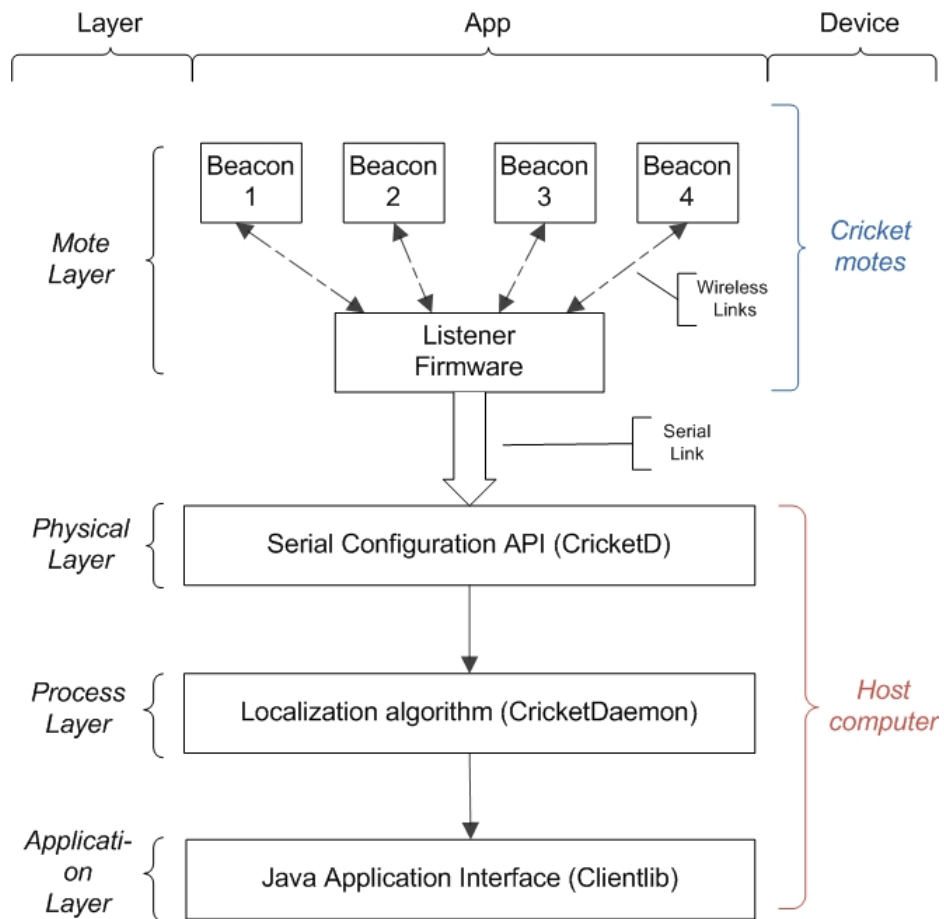 Layer
App
Device
Beacon
1
Beacon
2
Beacon
3
Beacon
4
Mote
Layer
Cricket
motes
Wireless
Links
Listener
Firmware
Serial
Link
Physical
Layer
Serial Configuration API (CricketD)
Process
Layer
Localization algorithm (CricketDaemon)
Host
computer
Applicati-
on
Layer
Java Application Interface (Clientlib)